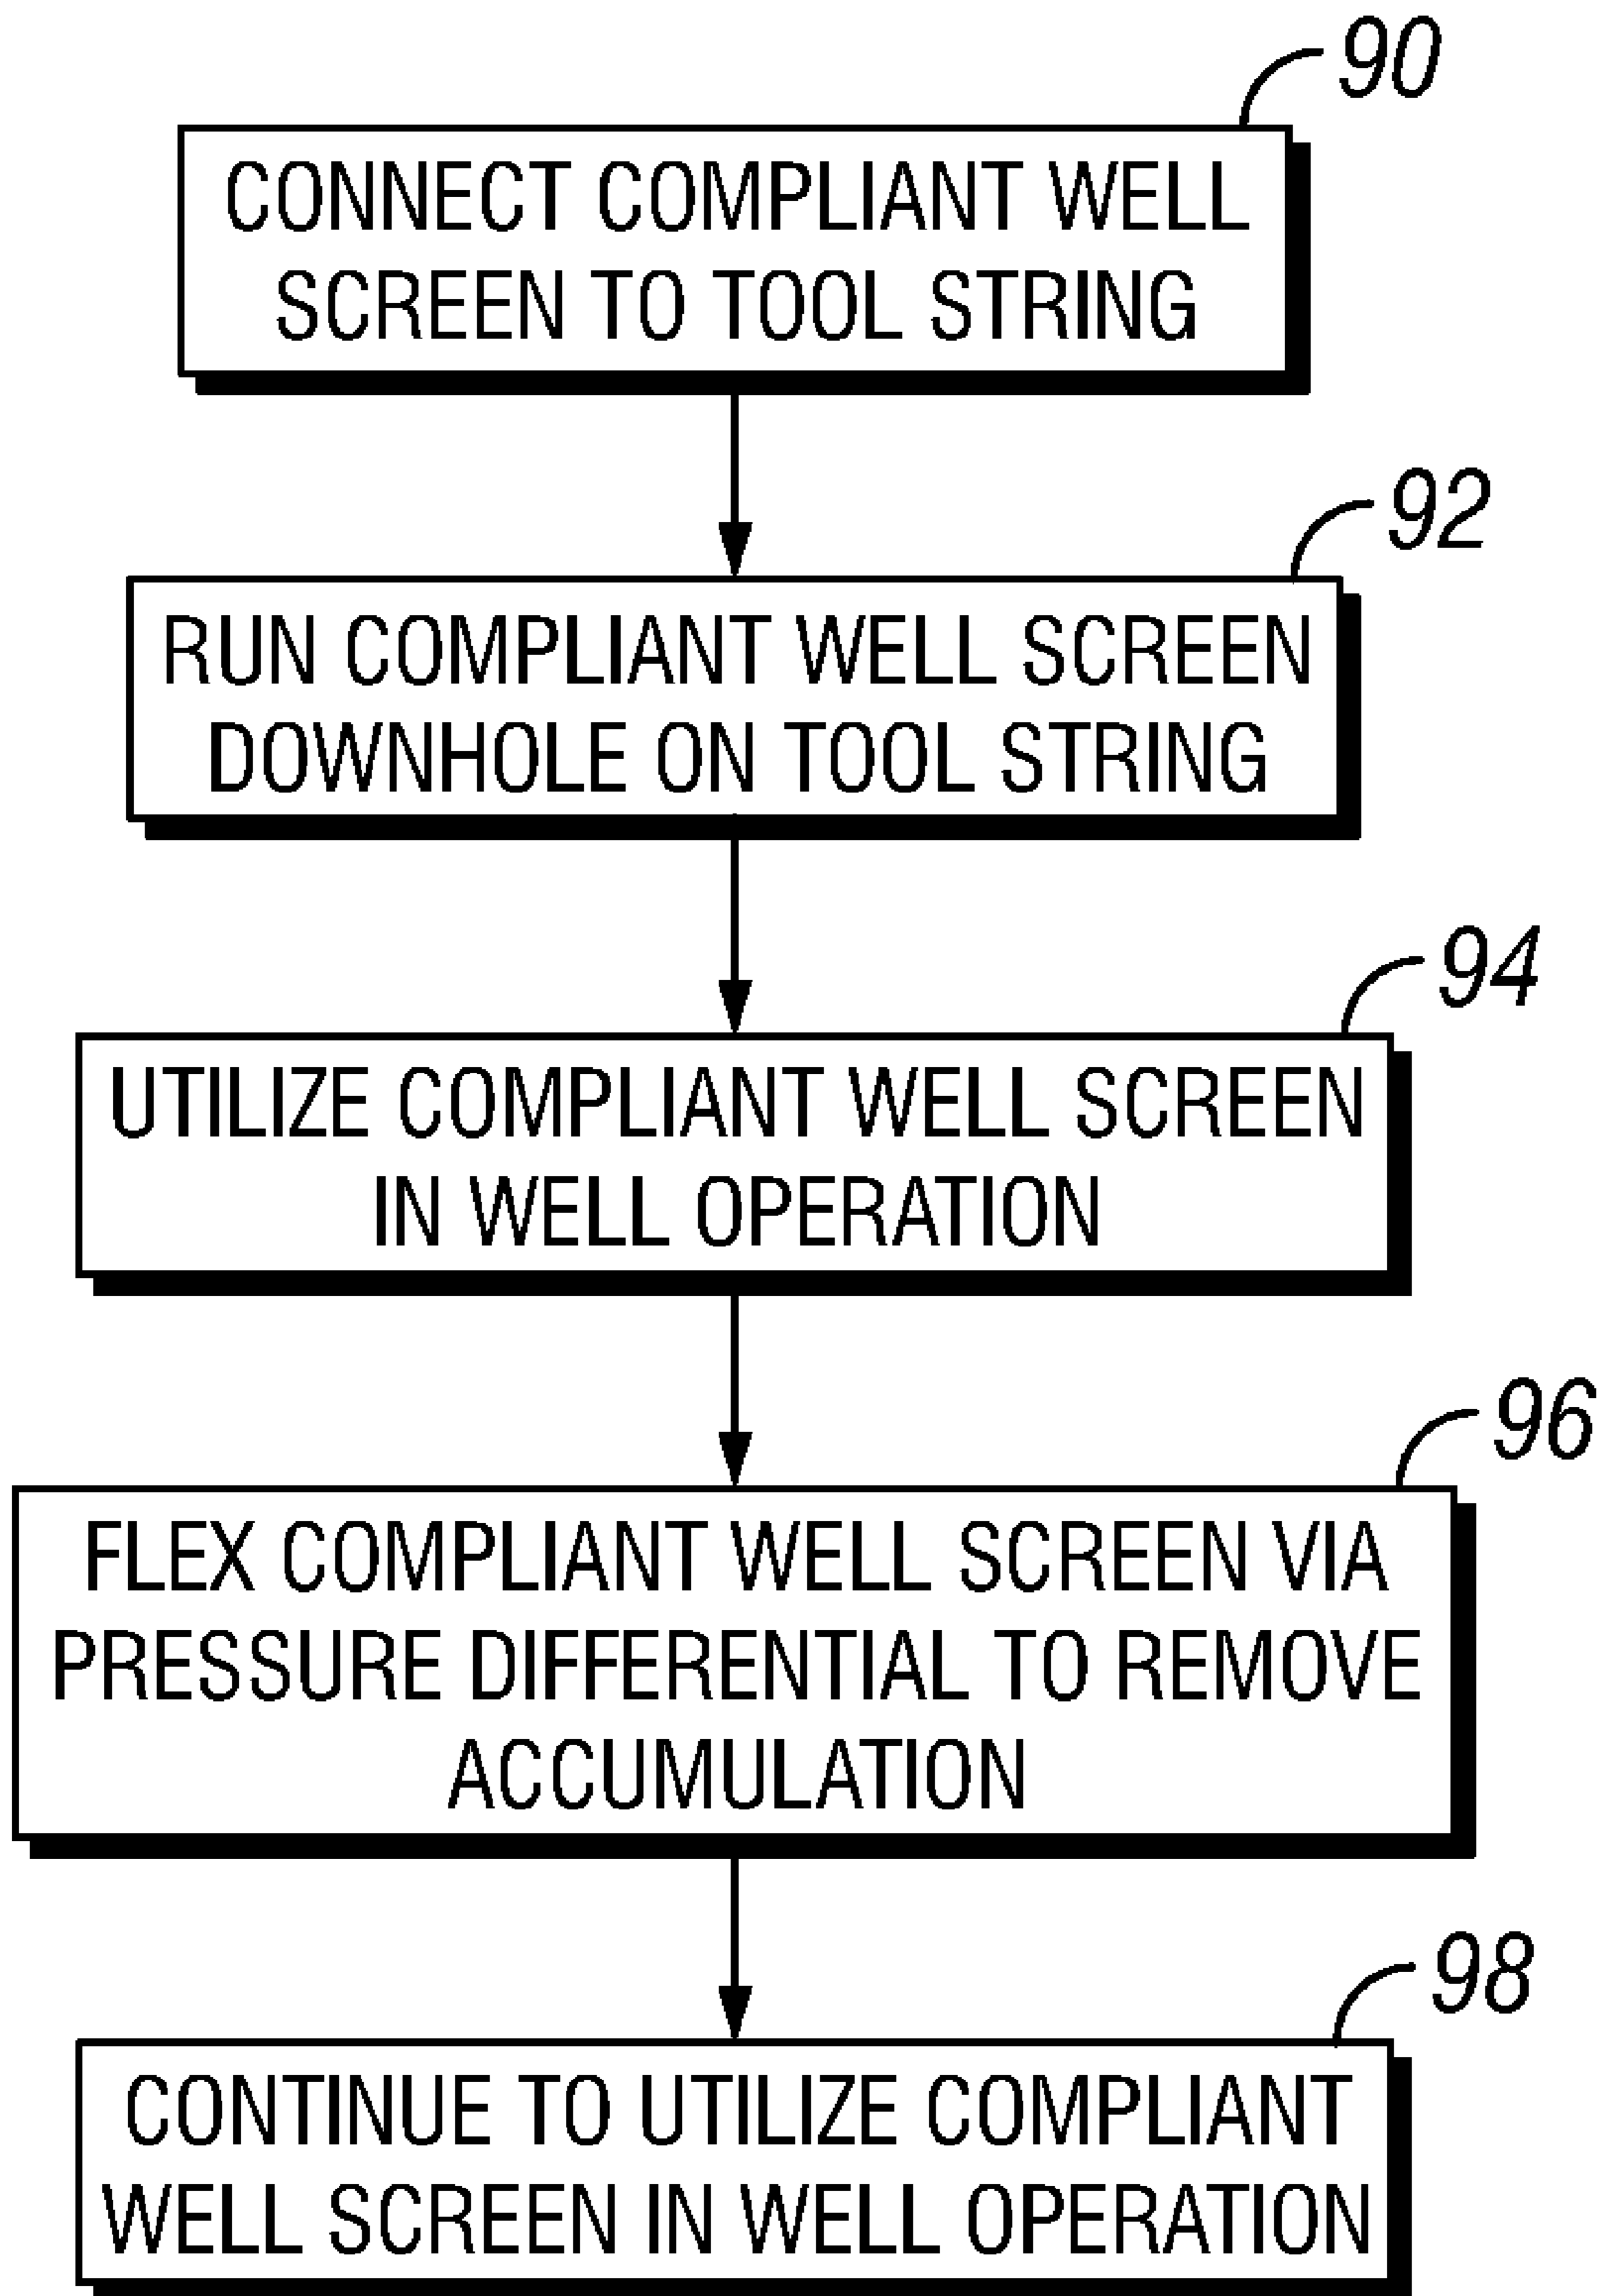 90
CONNECT COMPLIANT WELL
SCREEN TO TOOL STRING
92
RUN COMPLIANT WELL SCREEN
DOWNHOLE ON TOOL STRING
94
UTILIZE COMPLIANT WELL SCREEN
IN WELL OPERATION
96
FLEX COMPLIANT WELL SCREEN VIA
PRESSURE DIFFERENTIAL TO REMOVE
ACCUMULATION
98
CONTINUE TO UTILIZE COMPLIANT
WELL SCREEN IN WELL OPERATION